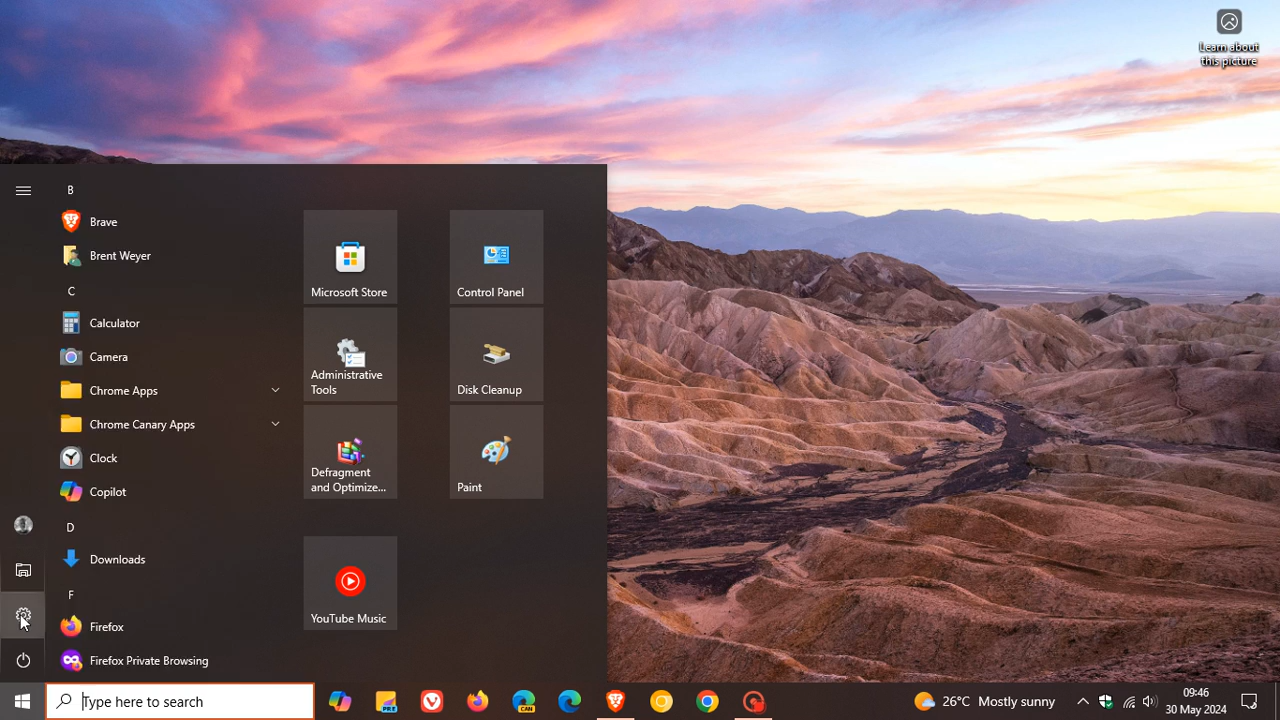 Learn about
this picture
B
Brave
Brent Weyer
C
Calculator
Camera
Chrome Apps
Chrome Canary Apps
Clock
Copilot
D
Downloads
F
Firefox
Firefox Private Browsing
Microsoft Store
Control Panel
Administrative
Tools
Disk Cleanup
Defragment
and Optimize...
Paint
YouTube Music
Type here to search
PRE
CAN
26°C Mostly sunny
09:46
30 May 2024